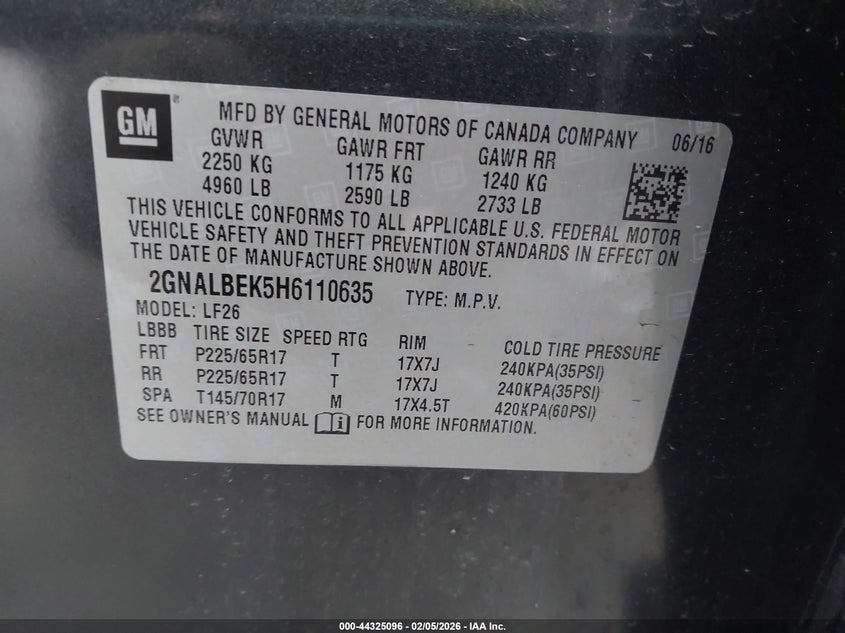 GM
MFD BY GENERAL MOTORS OF CANADA COMPANY 06/16
GVWR GAWR FRT GAWR RR
2250 KG 1175 KG 1240 KG
4960 LB 2590 LB 2733 LB
THIS VEHICLE CONFORMS TO ALL APPLICABLE U.S. FEDERAL MOTOR
VEHICLE SAFETY AND THEFT PREVENTION STANDARDS IN EFFECT ON
THE DATE OF MANUFACTURE SHOWN ABOVE.
2GNALBEK5H6110635 TYPE: M.P.V.
MODEL: LF26
LBBB TIRE SIZE SPEED RTG RIM COLD TIRE PRESSURE
FRT P225/65R17 T 17X7J 240KPA(35PSI)
RR P225/65R17 T 17X7J 240KPA(35PSI)
SPA T145/70R17 M 17X4.5T 420KPA(60PSI)
SEE OWNER'S MANUAL i FOR MORE INFORMATION.
000-44325096 - 02/05/2026 - IAA Inc.